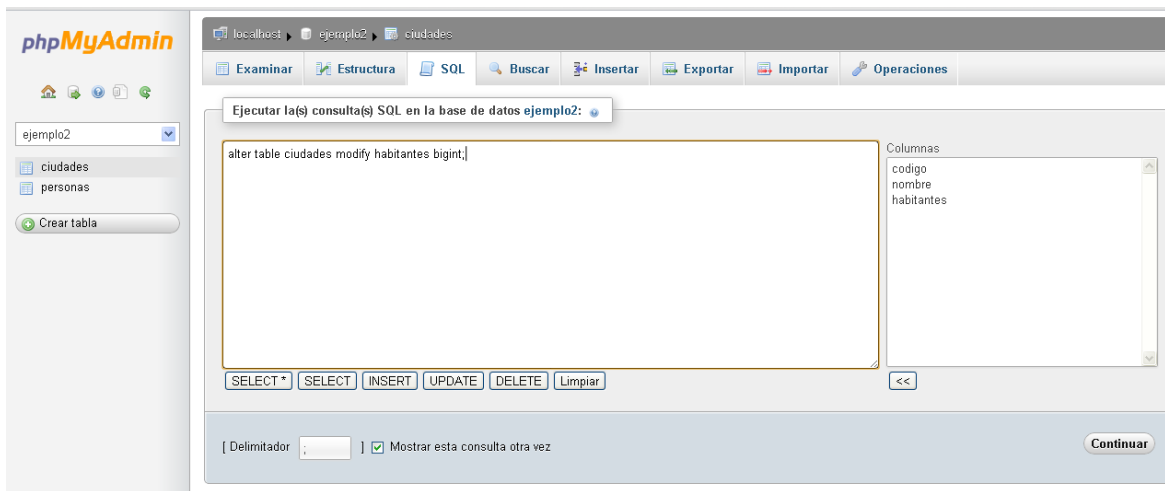 phpMyAdmin
localhost ejemplo2 ciudades
Examinar Estructura SQL Buscar Insertar Exportar Importar Operaciones
Ejecutar la(s) consulta(s) SQL en la base de datos ejemplo2:
ejemplo2
ciudades
personas
Crear tabla
alter table ciudades modify habitantes bigint;
Columnas
codigo
nombre
habitantes
SELECT * SELECT INSERT UPDATE DELETE Limpiar
<<
[ Delimitador ; ] Mostrar esta consulta otra vez
Continuar